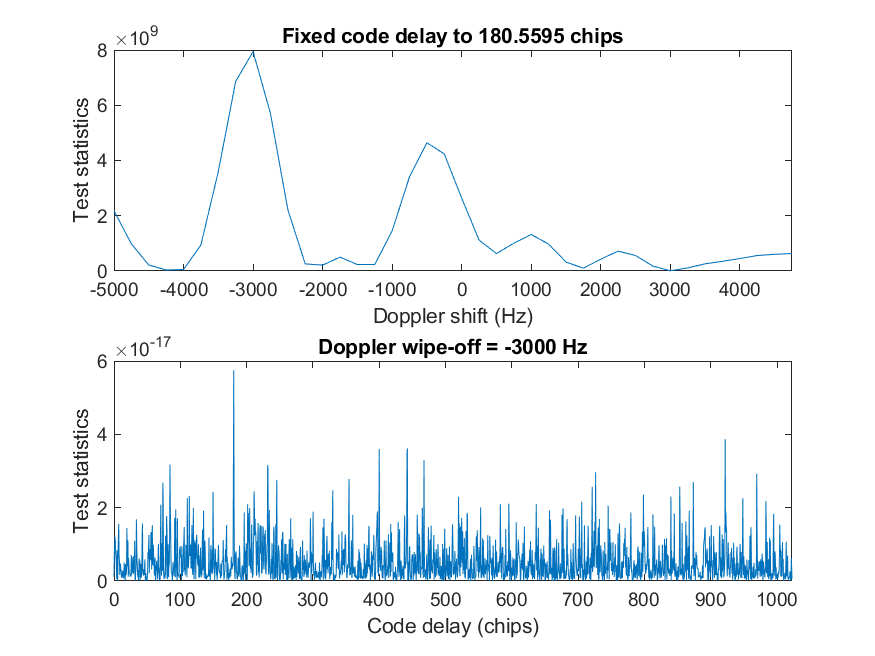 Fixed code delay to 180.5595 chips
×10^9
8
6
4
2
0
Test statistics
-5000 -4000 -3000 -2000 -1000 0 1000 2000 3000 4000
Doppler shift (Hz)
Doppler wipe-off = -3000 Hz
×10^-17
6
4
2
0
Test statistics
0 100 200 300 400 500 600 700 800 900 1000
Code delay (chips)